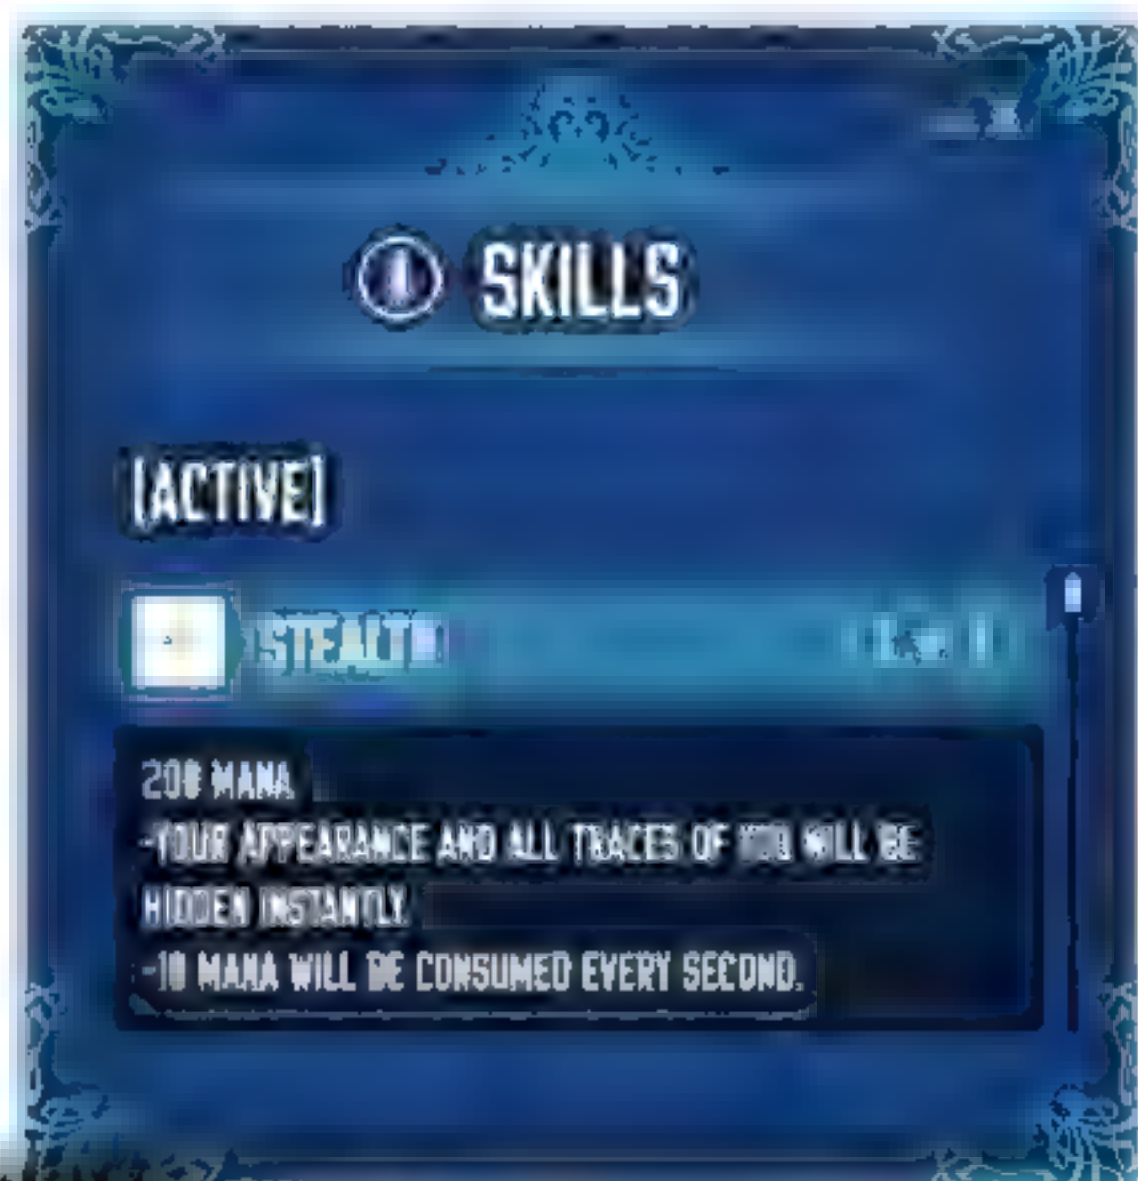 SKILLS
[ACTIVE]
STEALTH
200 MANA
-YOUR APPEARANCE AND ALL TRACES OF YOU WILL BE
HIDDEN INSTANTLY.
-10 MANA WILL BE CONSUMED EVERY SECOND.